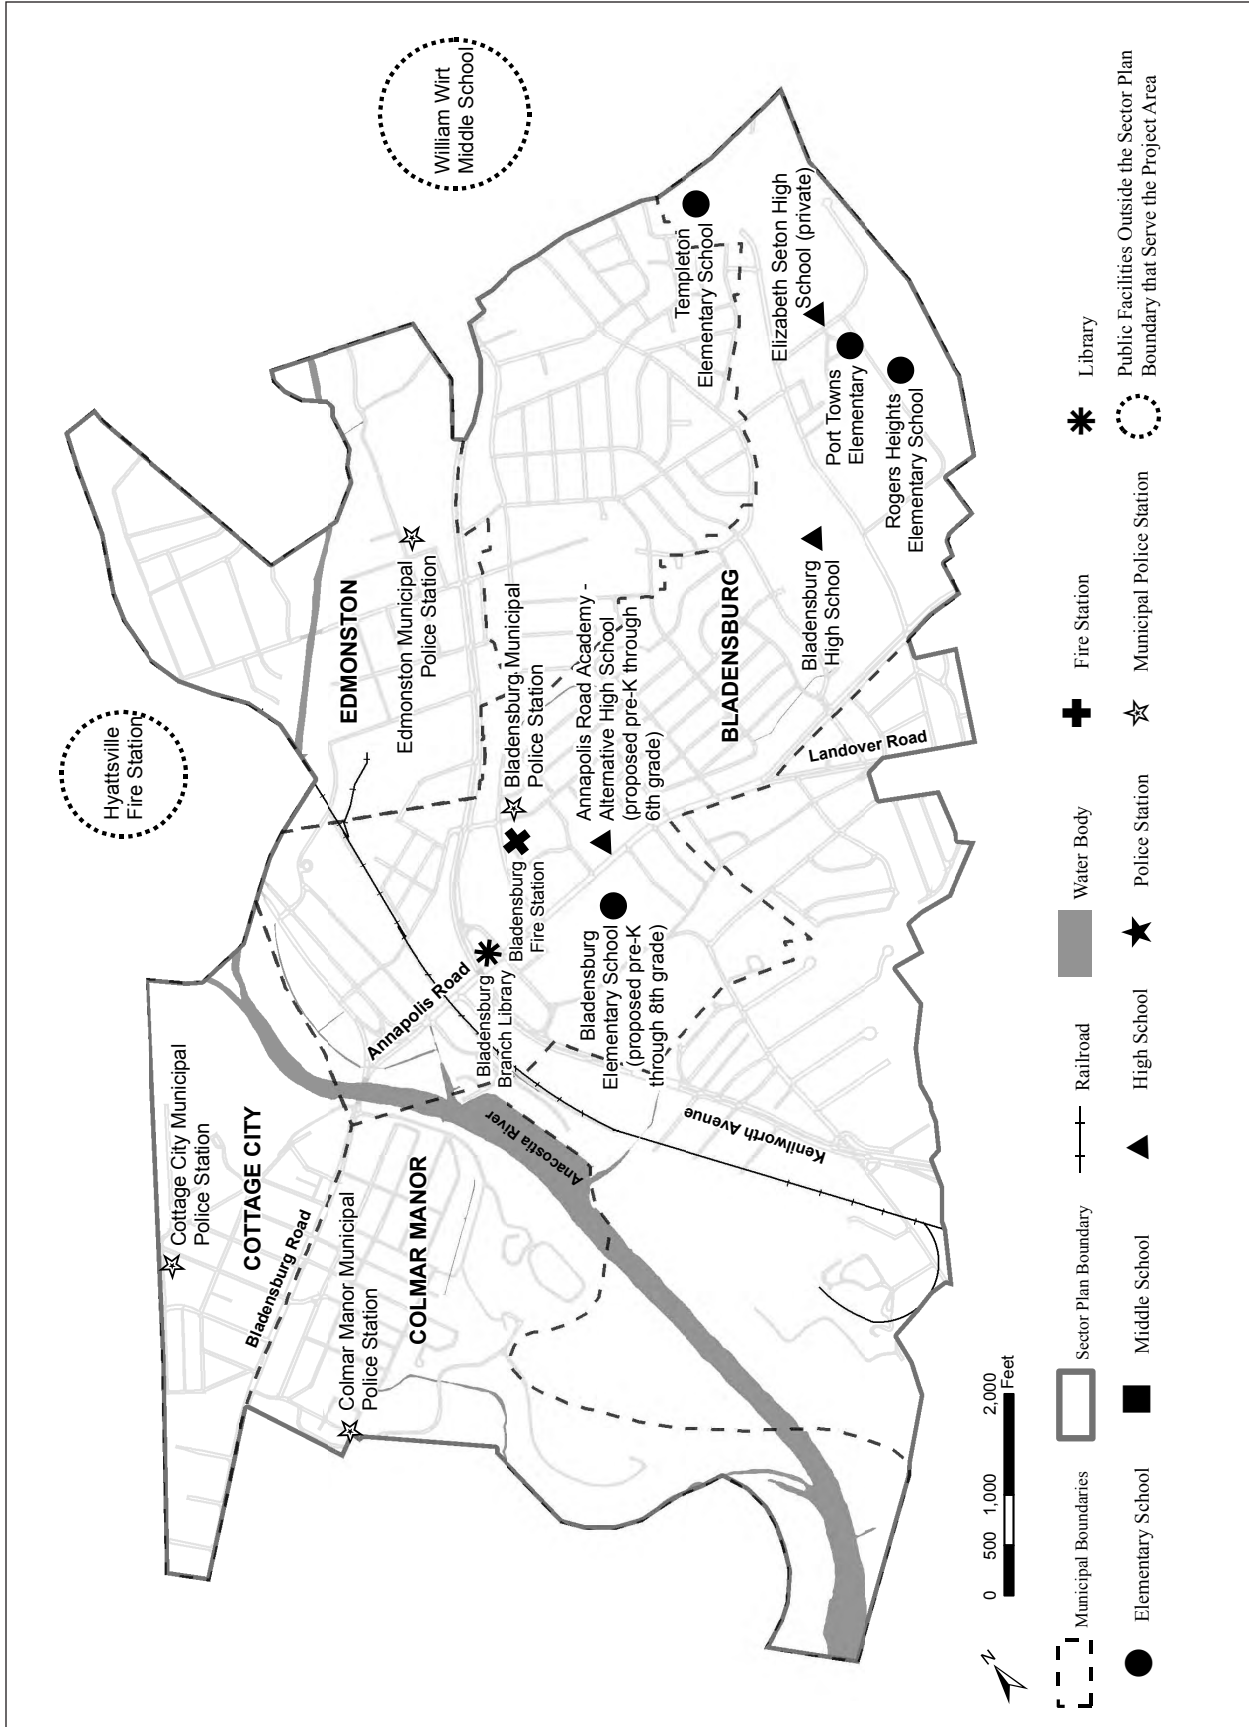 William Wirt
Middle School
Hyattsville
Fire Station
Cottage City Municipal
Police Station
COTTAGE CITY
Bladensburg Road
Colmar Manor Municipal
Police Station
COLMAR MANOR
Anacostia River
Annapolis Road
EDMONSTON
Edmonston Municipal
Police Station
Bladensburg Municipal
Police Station
Bladensburg
Fire Station
Bladensburg
Branch Library
Annapolis Road Academy -
Alternative High School
(proposed pre-K through
6th grade)
Bladensburg
Elementary School
(proposed pre-K
through 8th grade)
Kenilworth Avenue
BLADENSBURG
Landover Road
Bladensburg
High School
Templeton
Elementary School
Elizabeth Seton High
School (private)
Port Towns
Elementary
Rogers Heights
Elementary School
N
0 500 1,000 2,000
Feet
Municipal Boundaries
Sector Plan Boundary
Railroad
Water Body
Fire Station
Library
Elementary School
Middle School
High School
Police Station
Municipal Police Station
Public Facilities Outside the Sector Plan
Boundary that Serve the Project Area